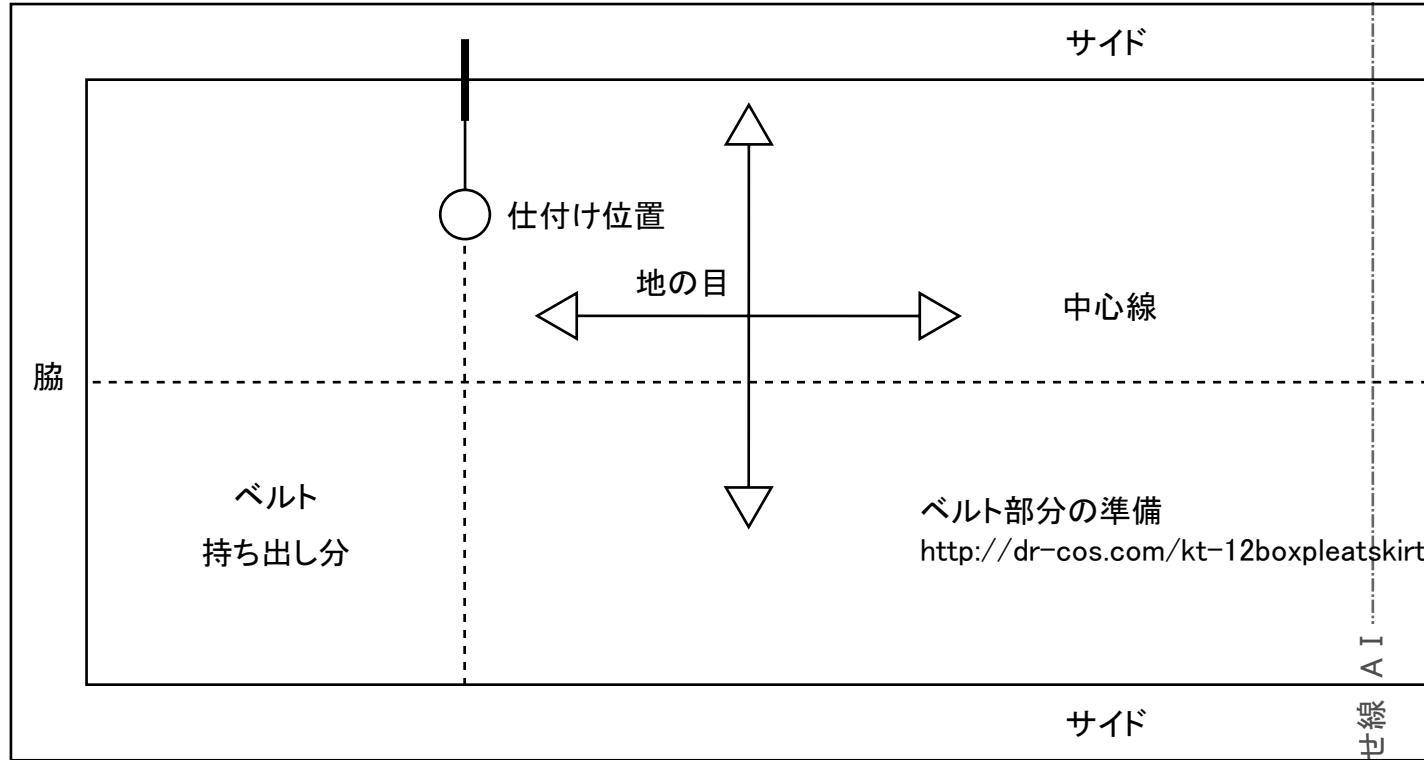 サイド
仕付け位置
地の目
中心線
脇
ベルト
持ち出し分
ベルト部分の準備
http://dr-cos.com/kt-12boxpleatskirt
サイド
せ線 A I